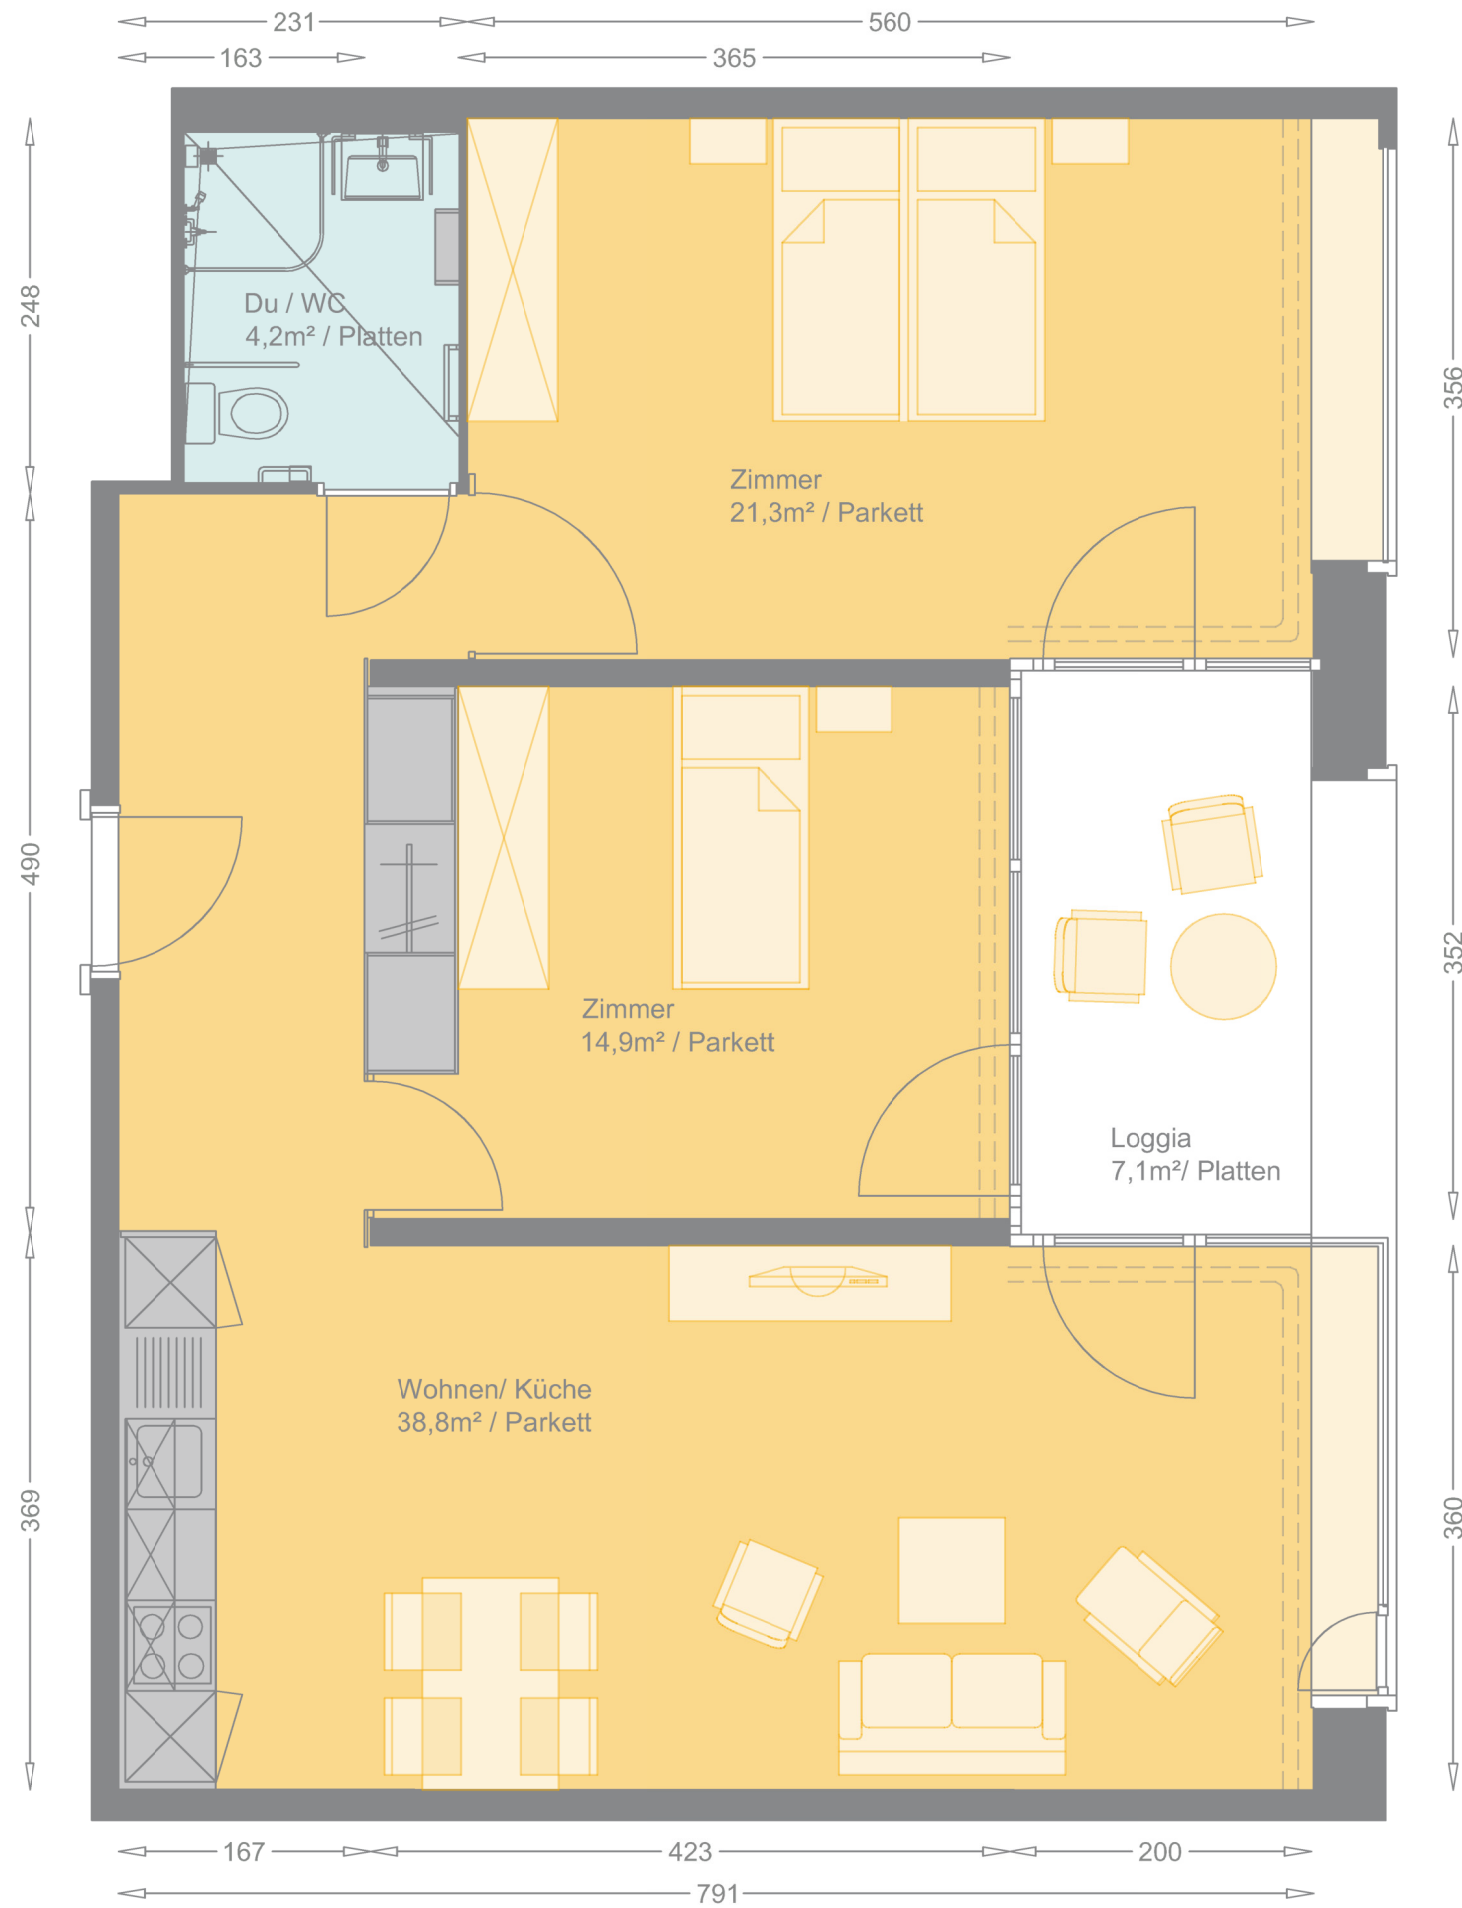 231
560
163
365
248
356
Du / WC
4,2m² / Platten
Zimmer
21,3m² / Parkett
490
352
Zimmer
14,9m² / Parkett
Loggia
7,1m²/ Platten
Wohnen/ Küche
38,8m² / Parkett
369
360
167
423
200
791